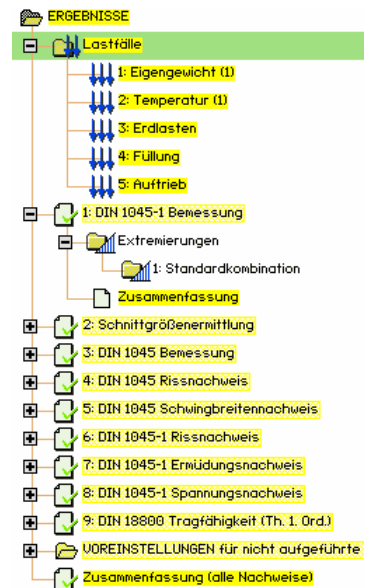 ERGEBNISSE
Lastfälle
1: Eigengewicht (1)
2: Temperatur (1)
3: Erdlasten
4: Füllung
5: Auftrieb
1: DIN 1045-1 Bemessung
Extremierungen
1: Standardkombination
Zusammenfassung
2: Schnittgrößenermittlung
3: DIN 1045 Bemessung
4: DIN 1045 Rissnachweis
5: DIN 1045 Schwingbreitennachweis
6: DIN 1045-1 Rissnachweis
7: DIN 1045-1 Ermüdungsnachweis
8: DIN 1045-1 Spannungsnachweis
9: DIN 18800 Tragfähigkeit (Th. 1. Ord.)
VOREINSTELLUNGEN für nicht aufgeführte
Zusammenfassung (alle Nachweise)